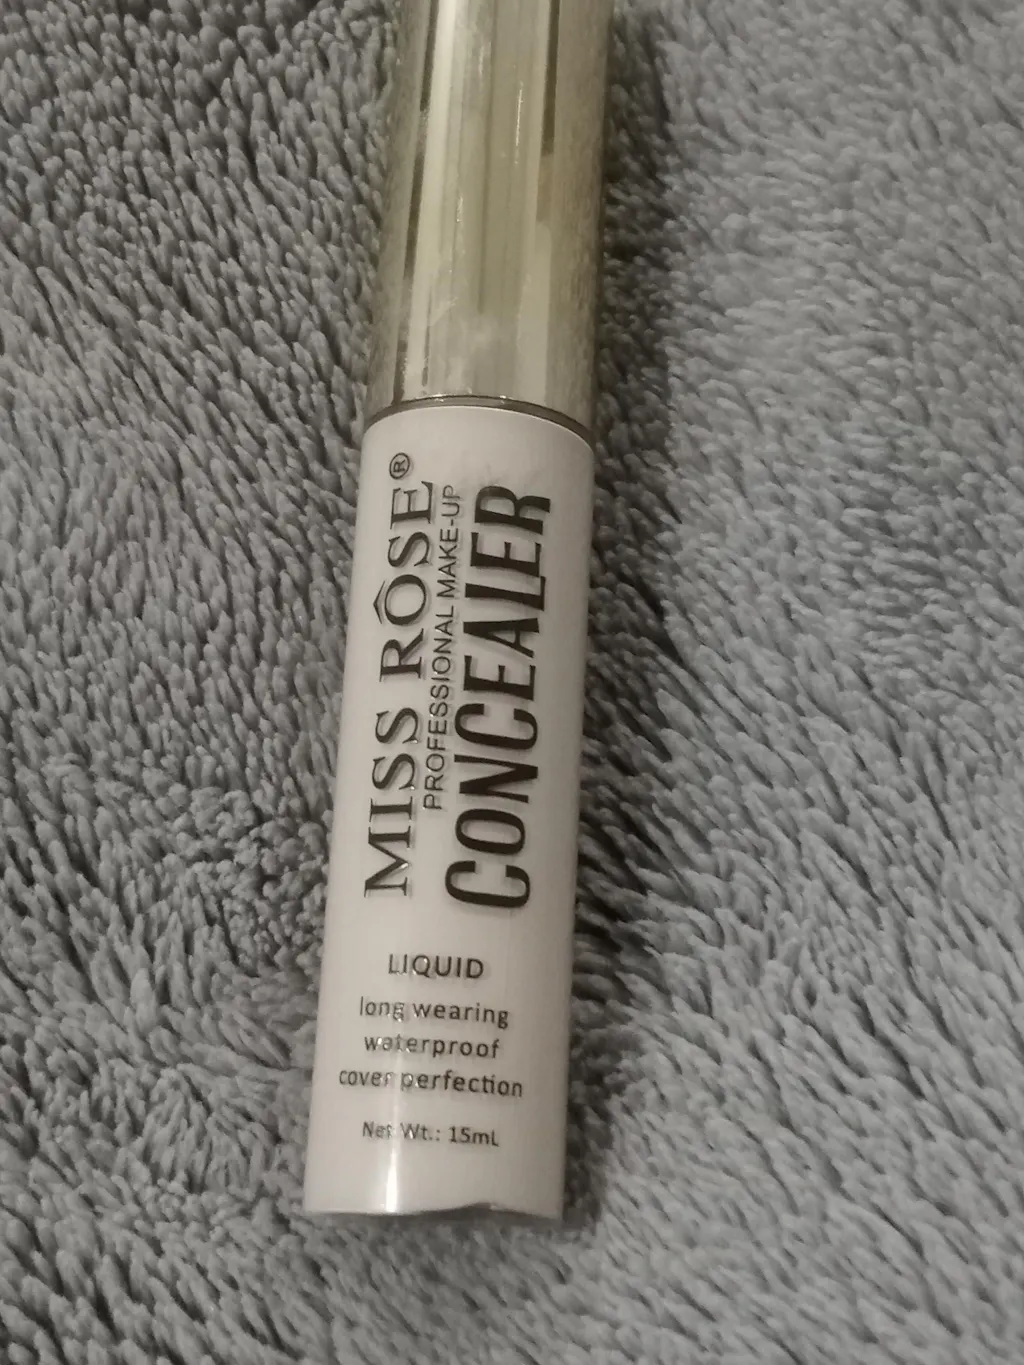 MISS RÔSE®
PROFESSIONAL MAKE-UP
CONCEALER
LIQUID
long wearing
waterproof
cover perfection
Net Wt.: 15mL